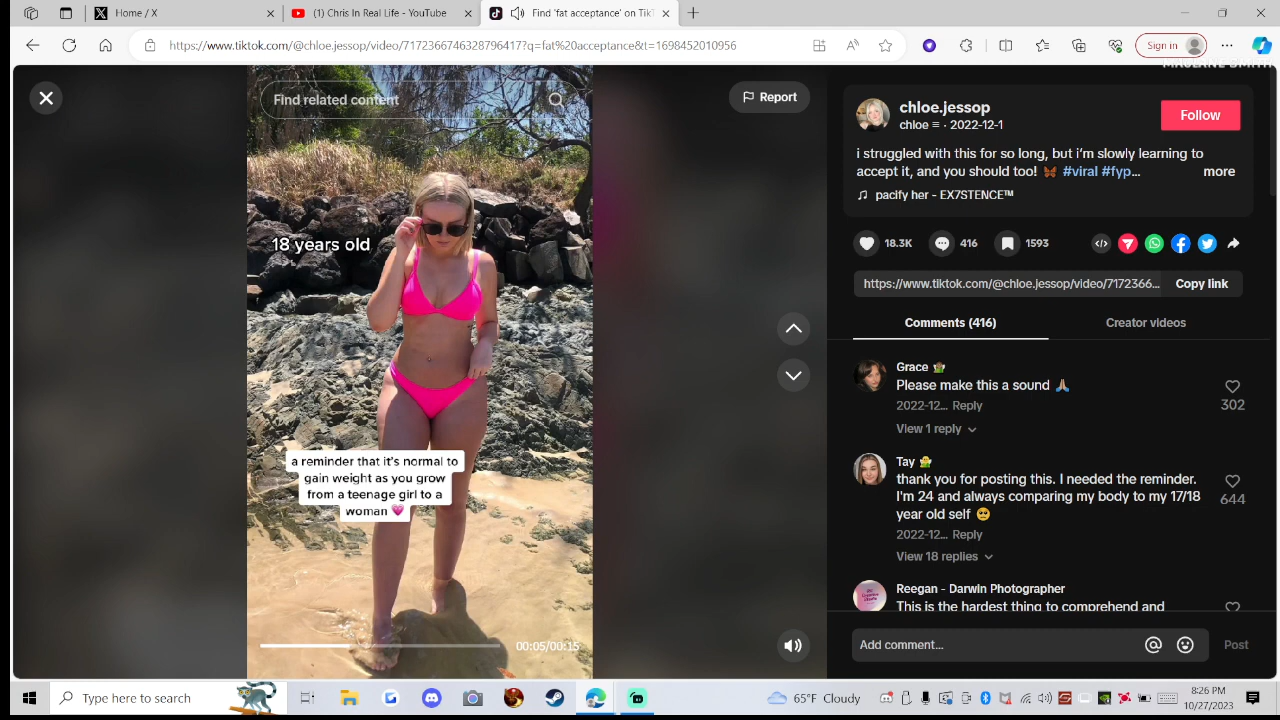 Home / X
(1) Chris In Real Life - YouTube
Find 'fat acceptance' on TikT
https://www.tiktok.com/@chloe.jessop/video/7172366746328796417?q=fat%20acceptance&t=1698452010956
Sign in
Find related content
Report
18 years old
a reminder that it's normal to
gain weight as you grow
from a teenage girl to a
woman 💗
00:05/00:15
chloe.jessop
chloe ≡ · 2022-12-1
Follow
i struggled with this for so long, but i'm slowly learning to
accept it, and you should too! 🦋 #viral #fyp...
more
♫ pacify her - EX7STENCE™
18.3K
416
1593
https://www.tiktok.com/@chloe.jessop/video/7172366...
Copy link
Comments (416)
Creator videos
Grace 🧚
Please make this a sound 🙏🏽
2022-12... Reply
302
View 1 reply
Tay 🧚
thank you for posting this. I needed the reminder.
I'm 24 and always comparing my body to my 17/18
year old self 🥺
644
2022-12... Reply
View 18 replies
Reegan - Darwin Photographer
This is the hardest thing to comprehend and
Add comment...
Post
Type here to search
65°F Cloudy
8:26 PM
10/27/2023